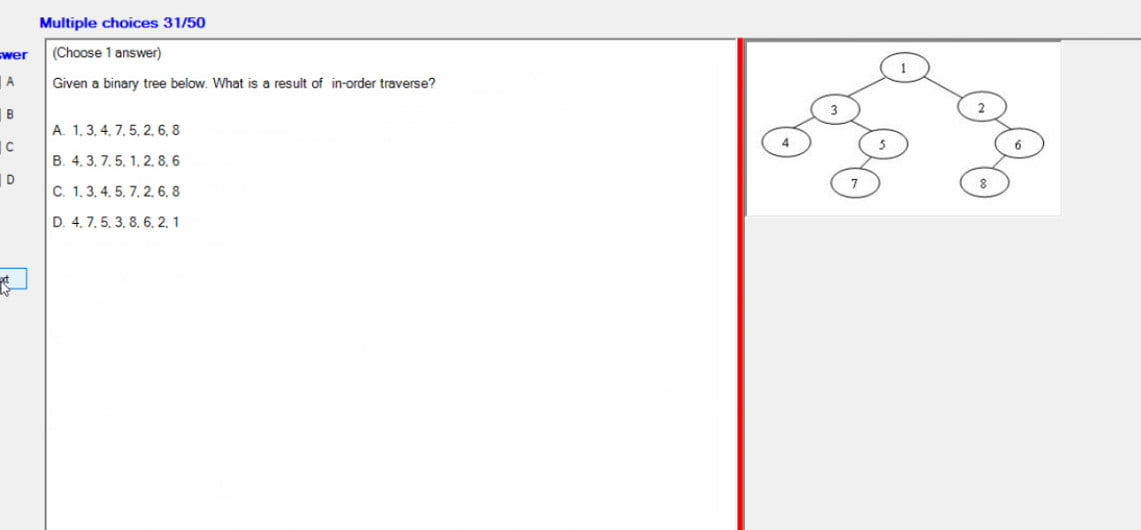 Multiple choices 31/50
swer
(Choose 1 answer)
A
Given a binary tree below. What is a result of in-order traverse?
B
A. 1, 3, 4, 7, 5, 2, 6, 8
C
B. 4, 3, 7, 5, 1, 2, 8, 6
D
C. 1, 3, 4, 5, 7, 2, 6, 8
D. 4, 7, 5, 3, 8, 6, 2, 1
xt
1
3
2
4
5
6
7
8